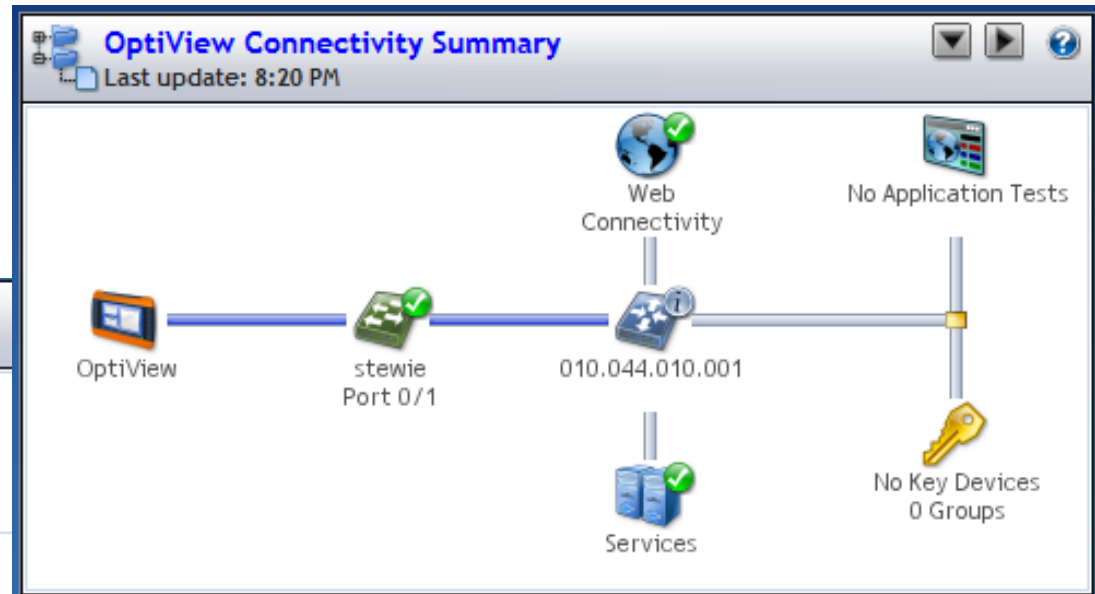 OptiView Connectivity Summary
Last update: 8:20 PM
Web
Connectivity
No Application Tests
OptiView
stewie
Port 0/1
010.044.010.001
Services
No Key Devices
0 Groups